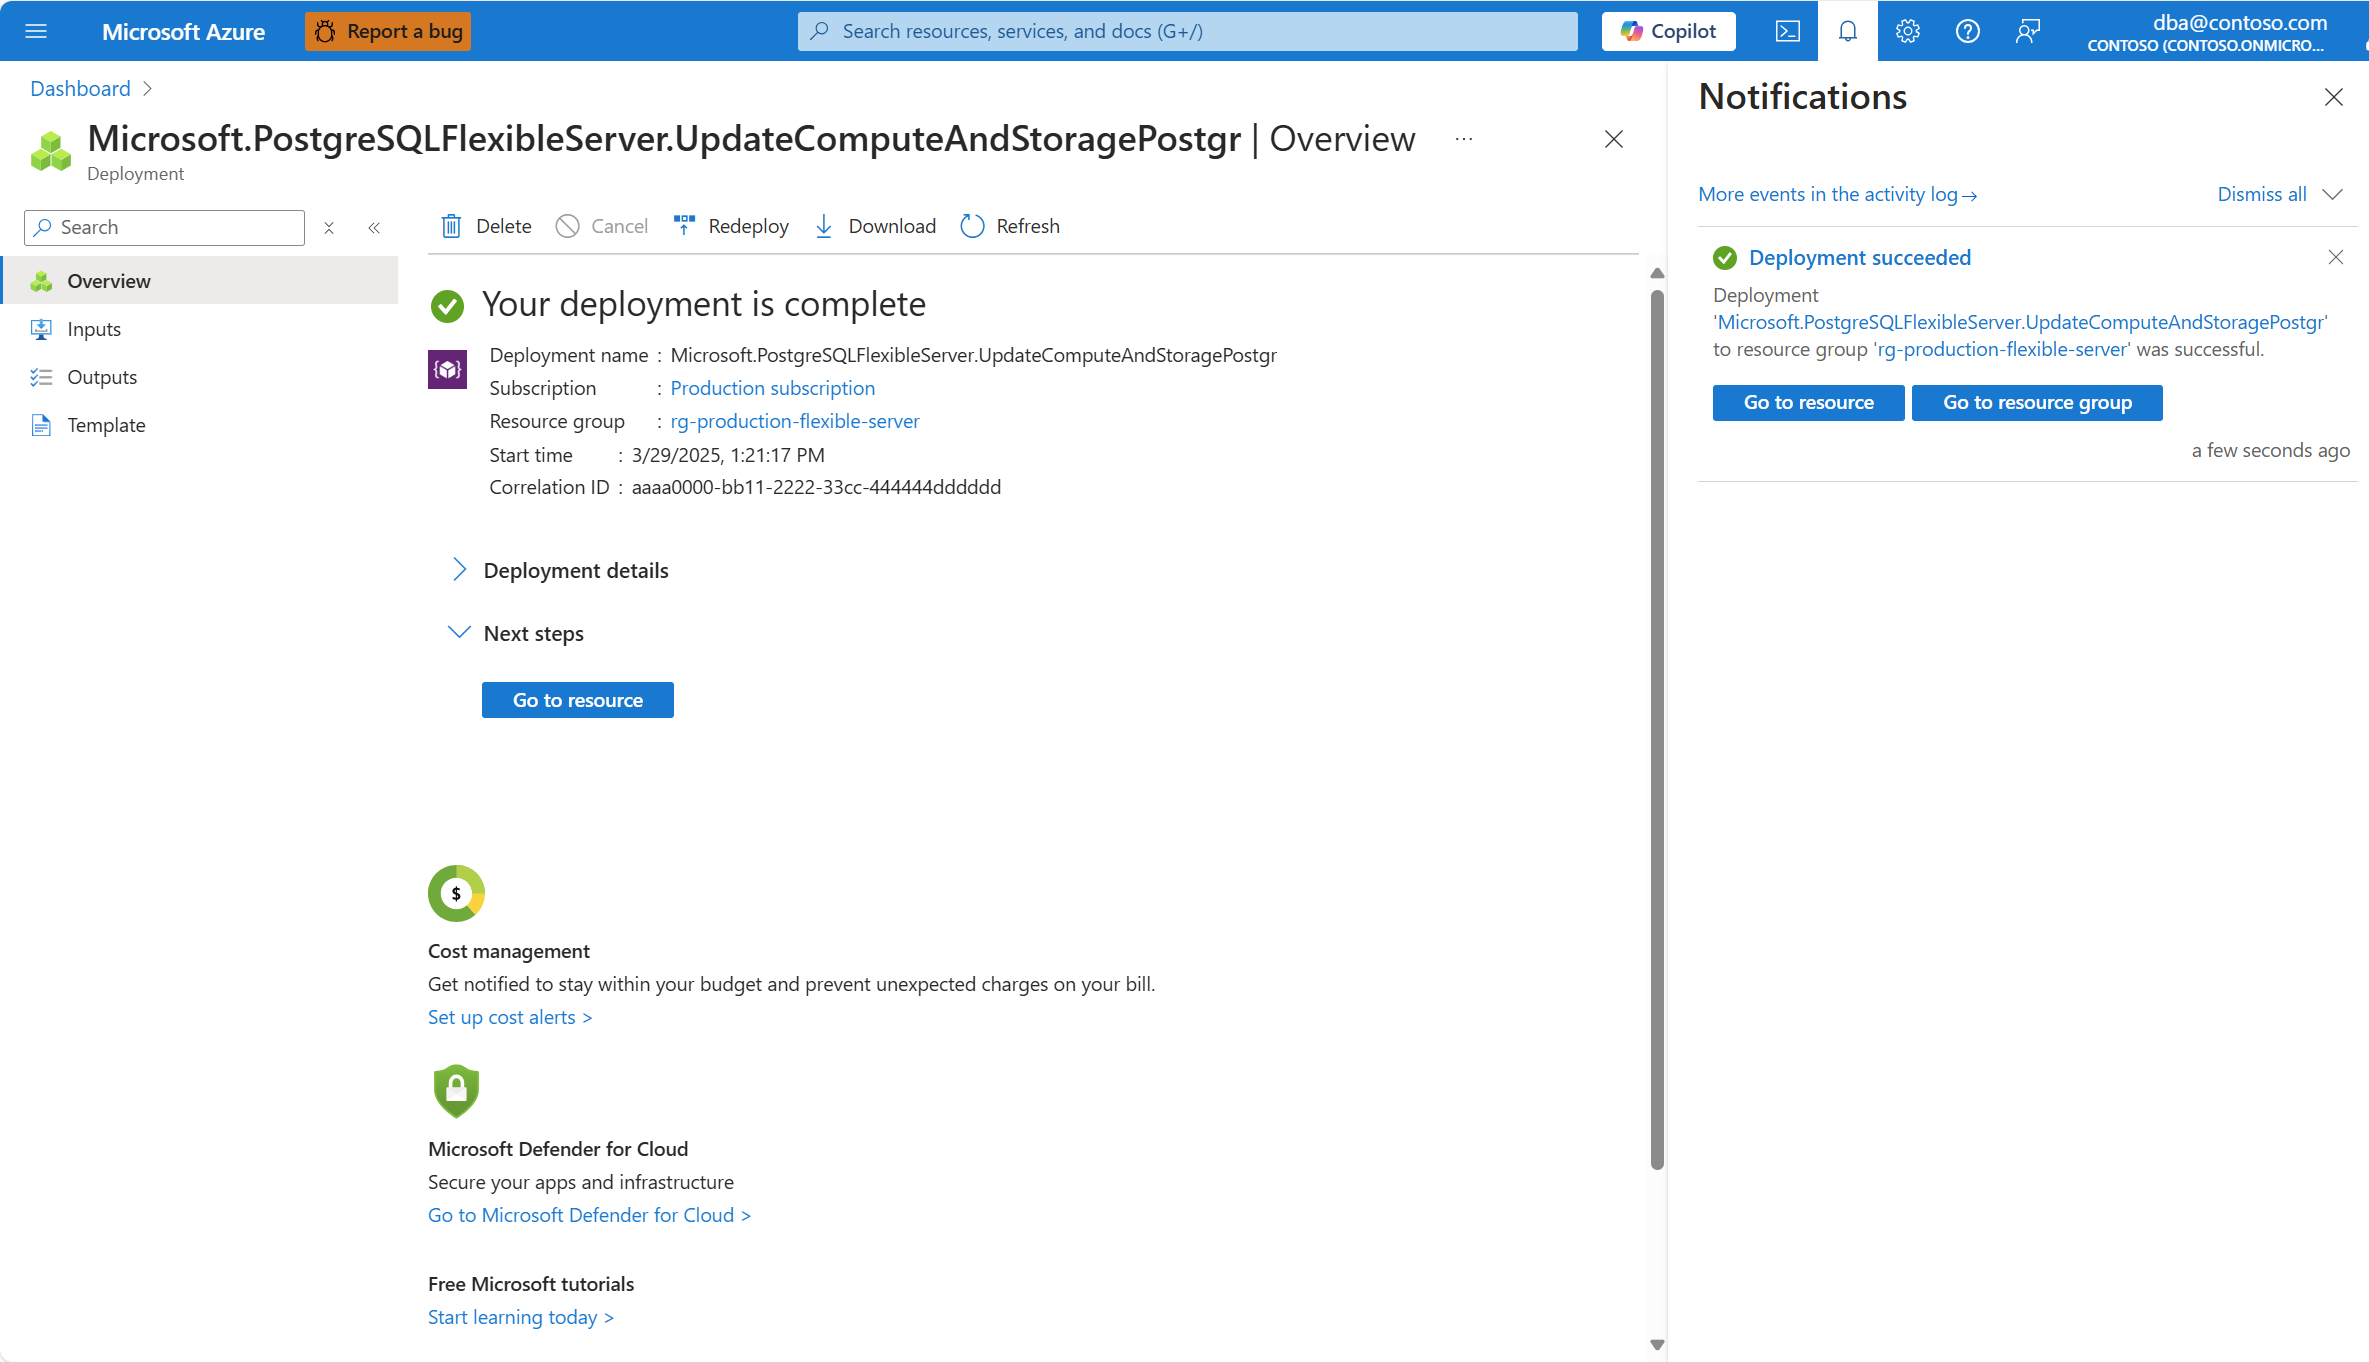 Microsoft Azure
Report a bug
Search resources, services, and docs (G+/)
Copilot
dba@contoso.com
CONTOSO (CONTOSO.ONMICRO...
Dashboard
Microsoft.PostgreSQLFlexibleServer.UpdateComputeAndStoragePostgr | Overview
Deployment
Search
Overview
Inputs
Outputs
Template
Delete
Cancel
Redeploy
Download
Refresh
Your deployment is complete
Deployment name : Microsoft.PostgreSQLFlexibleServer.UpdateComputeAndStoragePostgr
Subscription : Production subscription
Resource group : rg-production-flexible-server
Start time : 3/29/2025, 1:21:17 PM
Correlation ID : aaaa0000-bb11-2222-33cc-444444dddddd
Deployment details
Next steps
Go to resource
$
Cost management
Get notified to stay within your budget and prevent unexpected charges on your bill.
Set up cost alerts >
Microsoft Defender for Cloud
Secure your apps and infrastructure
Go to Microsoft Defender for Cloud >
Free Microsoft tutorials
Start learning today >
Notifications
More events in the activity log →
Dismiss all
Deployment succeeded
Deployment
'Microsoft.PostgreSQLFlexibleServer.UpdateComputeAndStoragePostgr'
to resource group 'rg-production-flexible-server' was successful.
Go to resource
Go to resource group
a few seconds ago